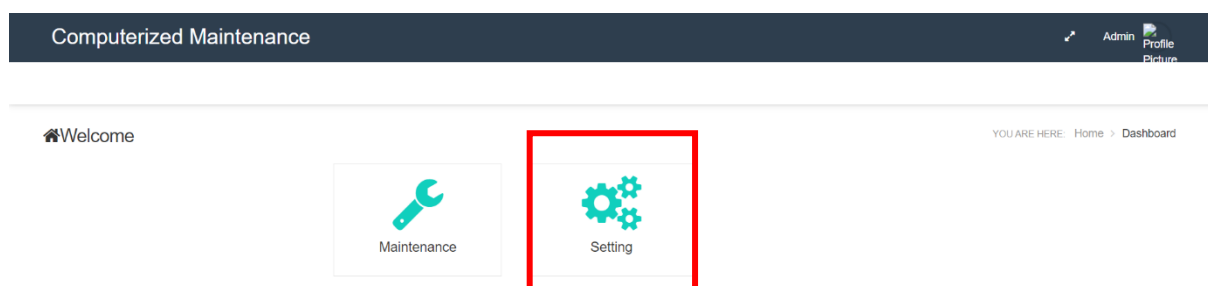 Computerized Maintenance
Admin
Profile
Picture
Welcome
YOU ARE HERE: Home > Dashboard
Maintenance
Setting